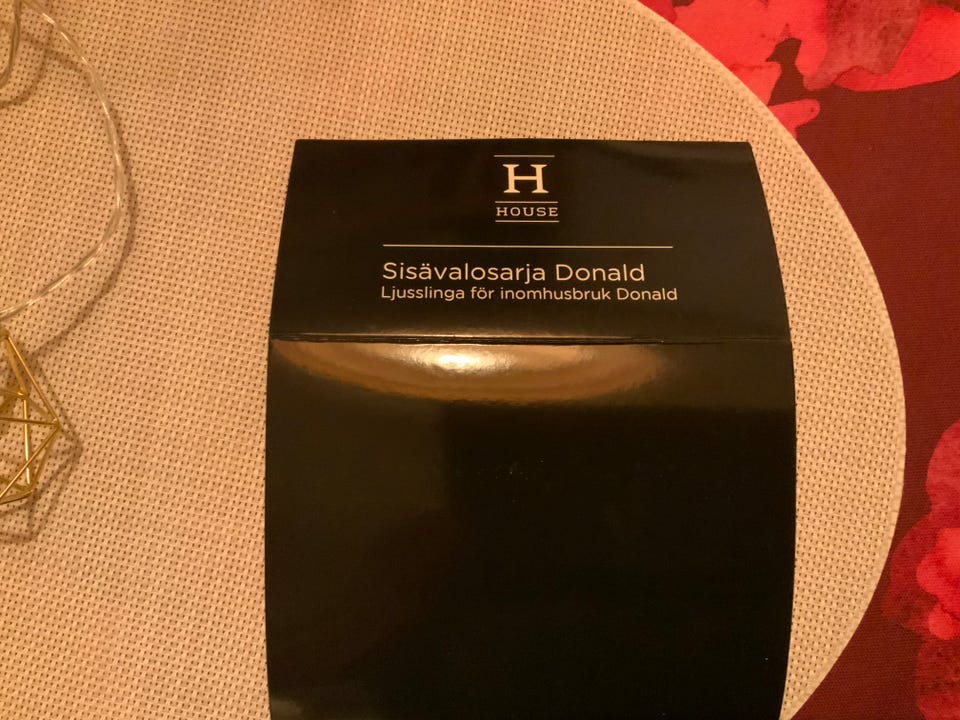 H
HOUSE
Sisävalosarja Donald
Ljusslinga för inomhusbruk Donald